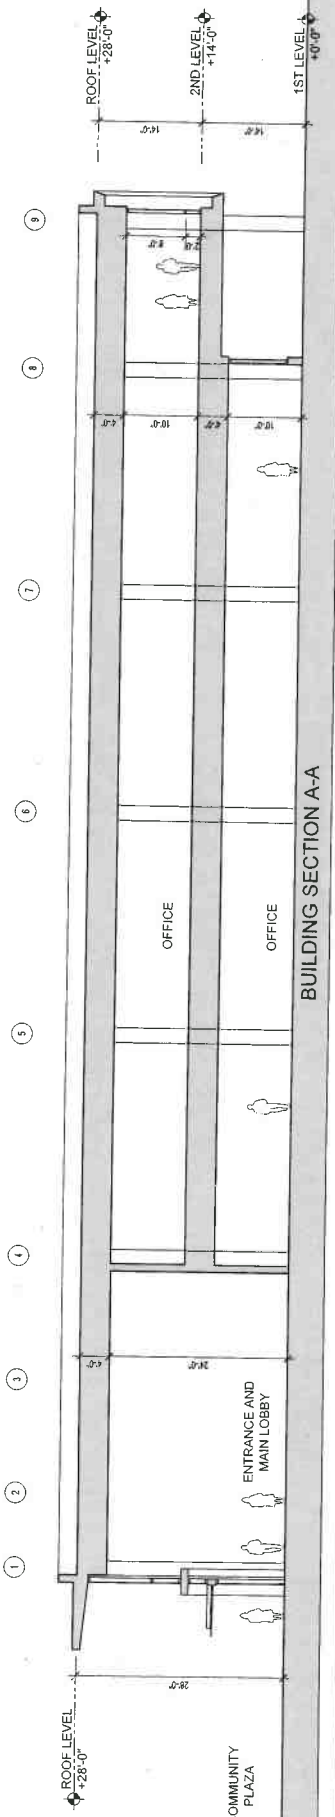 1
2
3
4
5
6
7
8
9
ROOF LEVEL
+28'-0"
28'-0"
OMMUNITY
PLAZA
ENTRANCE AND
MAIN LOBBY
4'-0"
24'-0"
OFFICE
OFFICE
4'-0"
10'-0"
4'-0"
10'-0"
8'-0"
14'-0"
14'-0"
ROOF LEVEL
+28'-0"
2ND LEVEL
+14'-0"
1ST LEVEL
+0'-0"
BUILDING SECTION A-A